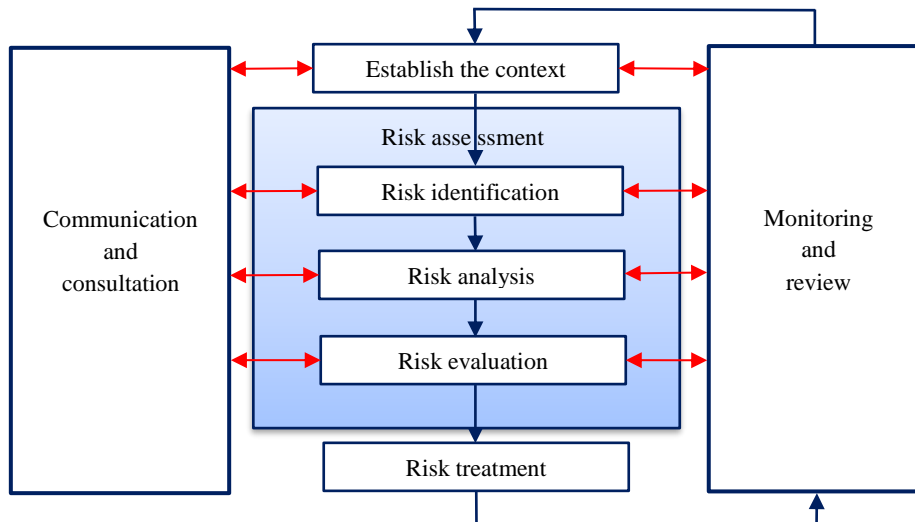 Establish the context
Risk assessment
Risk identification
Communication
and
consultation
Risk analysis
Monitoring
and
review
Risk evaluation
Risk treatment